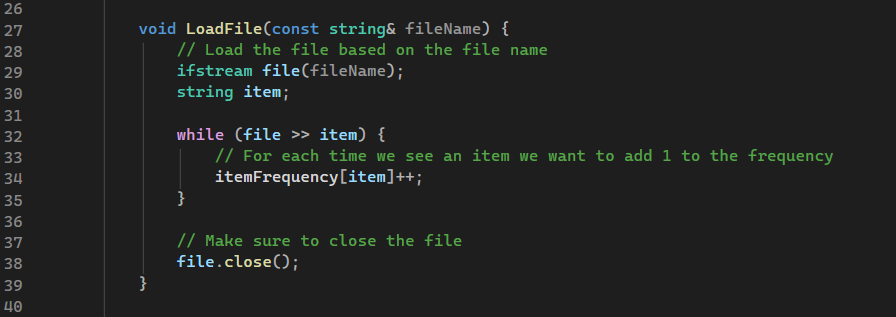 26
27 void LoadFile(const string& fileName) {
28 // Load the file based on the file name
29 ifstream file(fileName);
30 string item;
31
32 while (file >> item) {
33 // For each time we see an item we want to add 1 to the frequency
34 itemFrequency[item]++;
35 }
36
37 // Make sure to close the file
38 file.close();
39 }
40